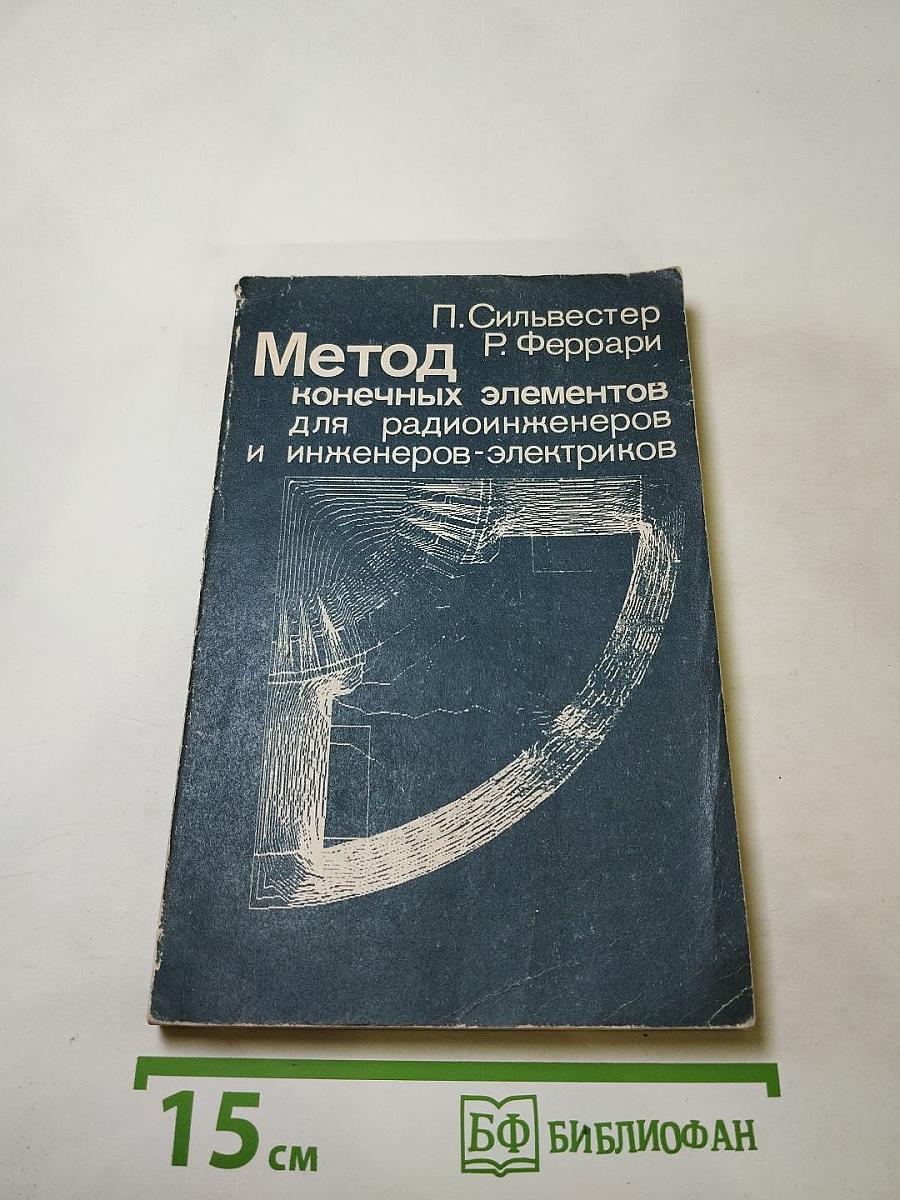 П. Сильвестер
Р. Феррари
Метод
конечных элементов
для радиоинженеров
и инженеров-электриков
15 см
БФ БИБЛИОФАН